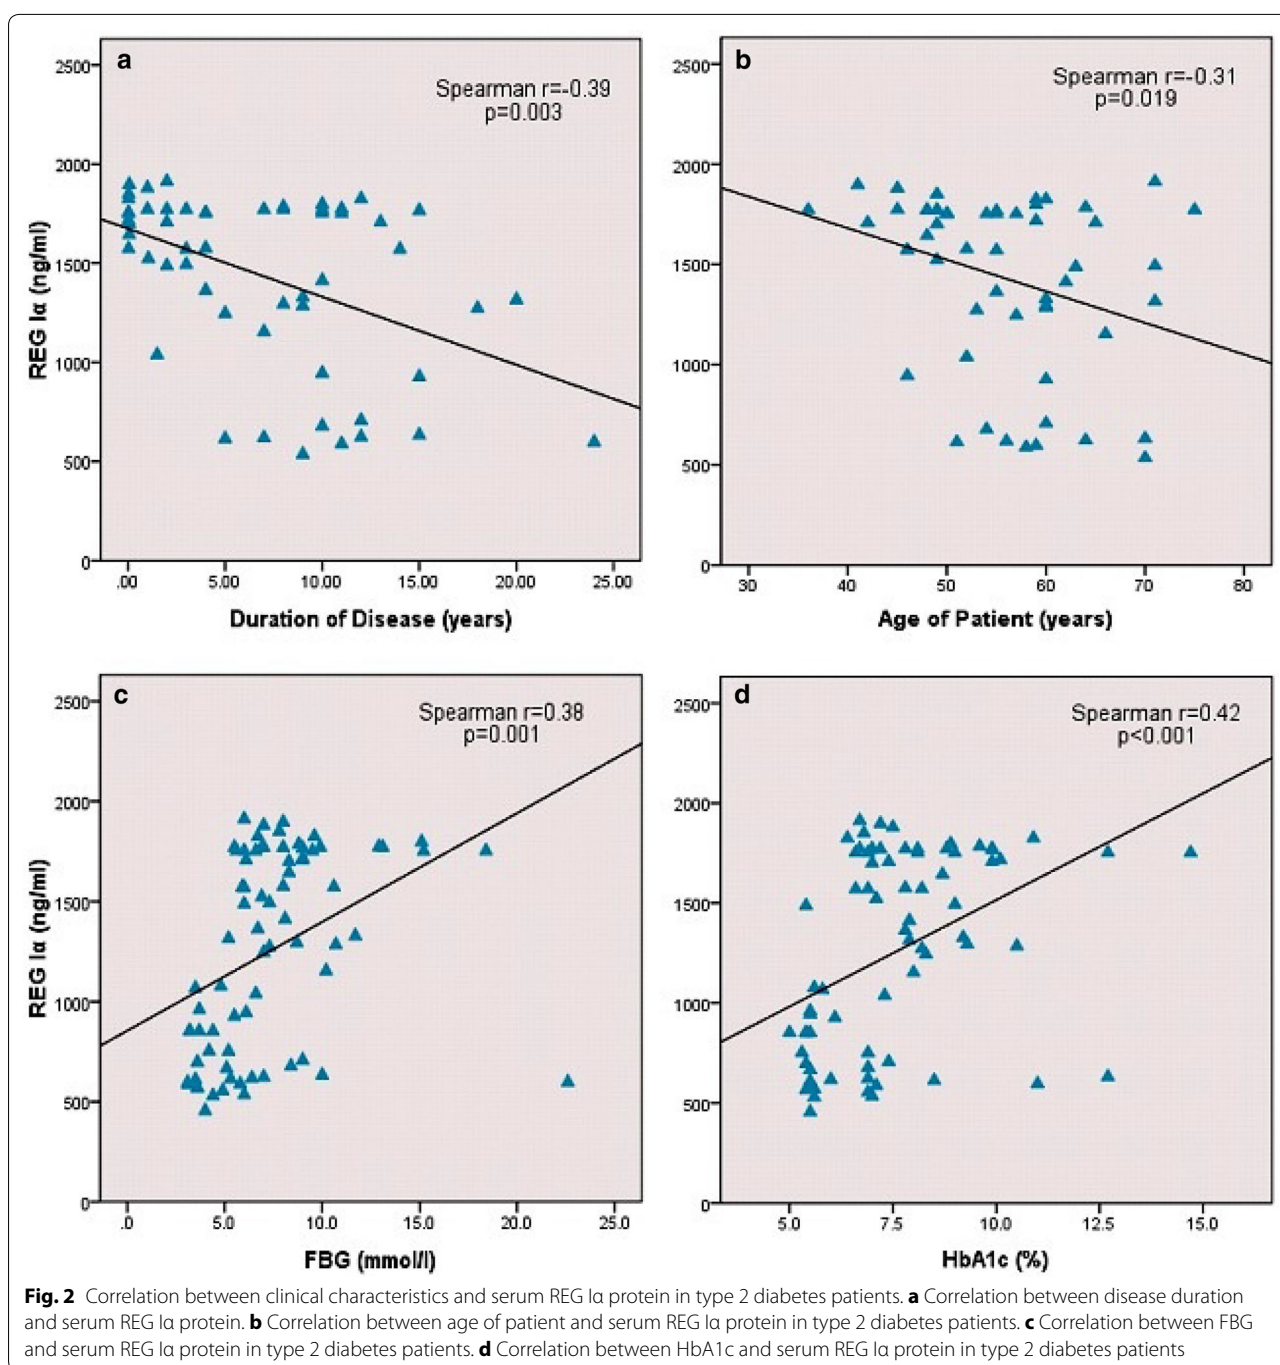 a
Spearman r=-0.39
p=0.003
2500
2000
1500
1000
500
0
REG Iα (ng/ml)
.00 5.00 10.00 15.00 20.00 25.00
Duration of Disease (years)
b
Spearman r=-0.31
p=0.019
2500
2000
1500
1000
500
0
30 40 50 60 70 80
Age of Patient (years)
c
Spearman r=0.38
p=0.001
2500
2000
1500
1000
500
0
REG Iα (ng/ml)
.0 5.0 10.0 15.0 20.0 25.0
FBG (mmol/l)
d
Spearman r=0.42
p<0.001
2500
2000
1500
1000
500
0
5.0 7.5 10.0 12.5 15.0
HbA1c (%)
Fig. 2 Correlation between clinical characteristics and serum REG Iα protein in type 2 diabetes patients. a Correlation between disease duration
and serum REG Iα protein. b Correlation between age of patient and serum REG Iα protein in type 2 diabetes patients. c Correlation between FBG
and serum REG Iα protein in type 2 diabetes patients. d Correlation between HbA1c and serum REG Iα protein in type 2 diabetes patients